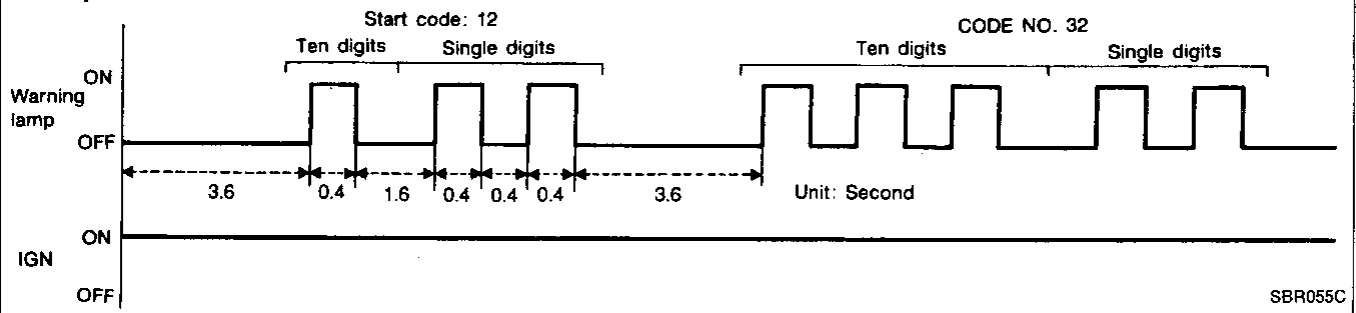 Start code: 12
CODE NO. 32
Ten digits Single digits Ten digits Single digits
ON
Warning lamp
OFF
3.6 0.4 1.6 0.4 0.4 0.4 3.6 Unit: Second
ON
IGN
OFF
SBR055C